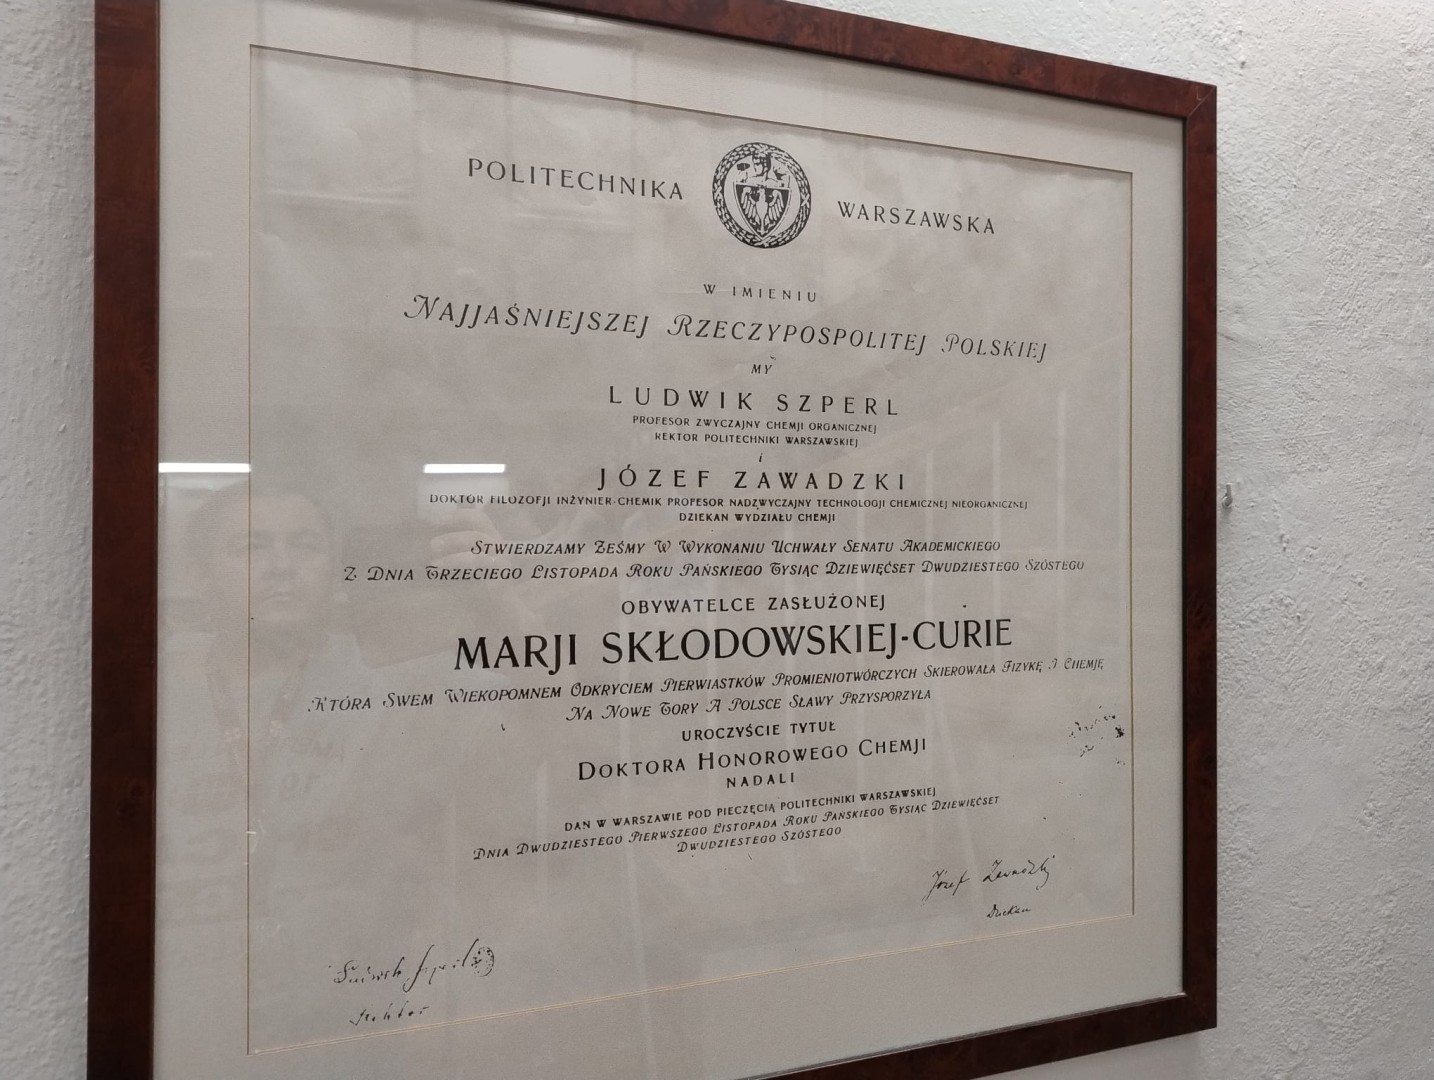 POLITECHNIKA WARSZAWSKA
W IMIENIU
NAJJAŚNIEJSZEJ RZECZYPOSPOLITEJ POLSKIEJ
MY
LUDWIK SZPERL
PROFESOR ZWYCZAJNY CHEMJI ORGANICZNEJ
REKTOR POLITECHNIKI WARSZAWSKIEJ
i
JÓZEF ZAWADZKI
DOKTÓR FILOZOFJI INŻYNIER-CHEMIK PROFESOR NADZWYCZAJNY TECHNOLOGJI CHEMICZNEJ NIEORGANICZNEJ
DZIEKAN WYDZIAŁU CHEMJI
STWIERDZAMY ŻEŚMY W WYKONANIU UCHWAŁY SENATU AKADEMICKIEGO
Z DNIA TRZECIEGO LISTOPADA ROKU PAŃSKIEGO TYSIĄC DZIEWIĘĆSET DWUDZIESTEGO SZÓSTEGO
OBYWATELCE ZASŁUŻONEJ
MARJI SKŁODOWSKIEJ-CURIE
KTÓRA SWEM WIEKOPOMNEM ODKRYCIEM PIERWIASTKÓW PROMIENIOTWÓRCZYCH SKIEROWAŁA FIZYKĘ I CHEMJĘ
NA NOWE TORY A POLSCE SŁAWY PRZYSPORZYŁA
UROCZYŚCIE TYTUŁ
DOKTORA HONOROWEGO CHEMJI
NADALI
DAN W WARSZAWIE POD PIECZĘCIĄ POLITECHNIKI WARSZAWSKIEJ
DNIA DWUDZIESTEGO PIERWSZEGO LISTOPADA ROKU PAŃSKIEGO TYSIĄC DZIEWIĘĆSET
DWUDZIESTEGO SZÓSTEGO
Józef Zawadzki
Dziekan
Ludwik Szperl
Rektor